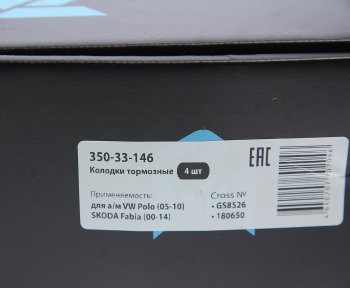 350-33-146
Колодки тормозные 4 шт
EAC
Применяемость:
для а/м VW Polo (05-10)
SKODA Fabia (00-14)
Cross №
• GS8526
• 180650